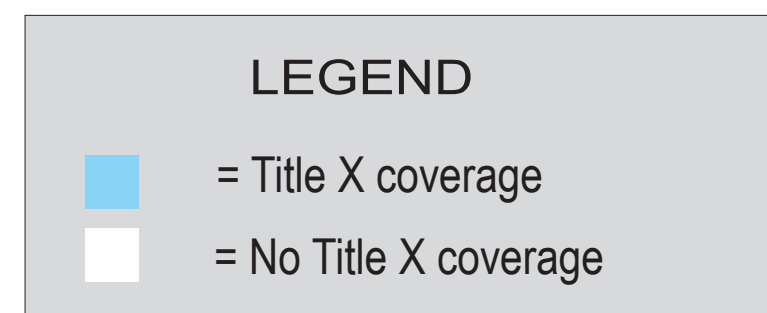 LEGEND
= Title X coverage
= No Title X coverage